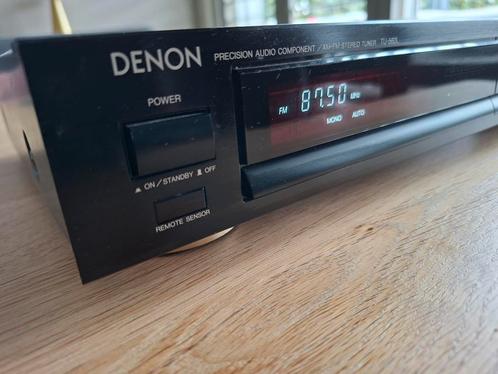 DENON
PRECISION AUDIO COMPONENT / AM-FM STEREO TUNER
POWER
FM 87.50 MHz
MONO AUTO
ON / STANDBY OFF
REMOTE SENSOR